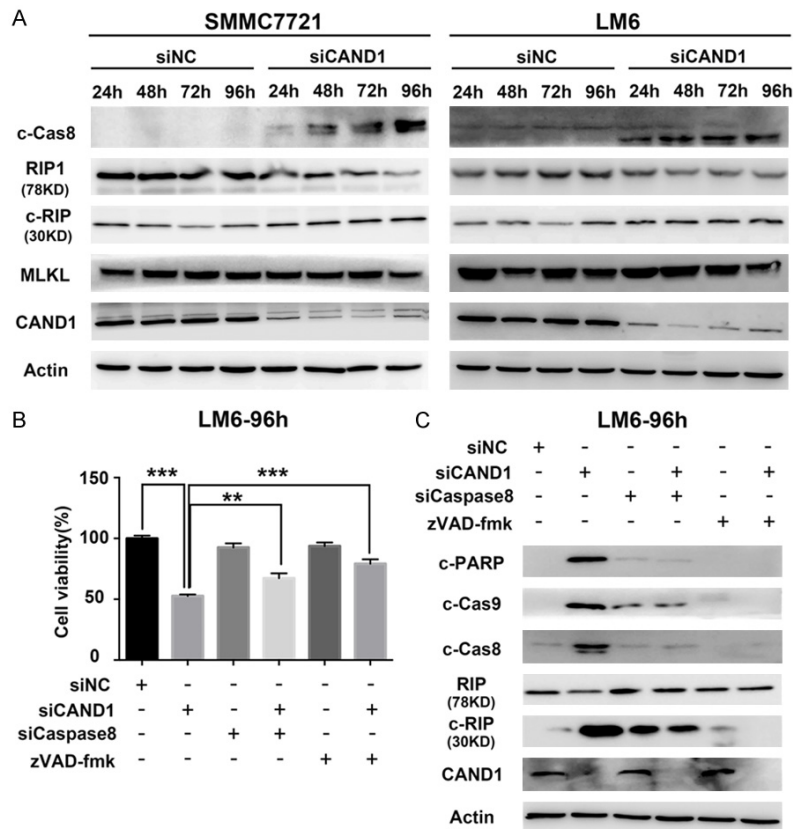 A
SMMC7721 LM6
siNC siCAND1 siNC siCAND1
24h 48h 72h 96h 24h 48h 72h 96h 24h 48h 72h 96h 24h 48h 72h 96h
c-Cas8
RIP1
(78KD)
c-RIP
(30KD)
MLKL
CAND1
Actin
B
LM6-96h
Cell viability(%)
150
100
50
0
*** ***
**
siNC + - - - - -
siCAND1 - + - + - +
siCaspase8 - - + + - -
zVAD-fmk - - - - + +
C
LM6-96h
siNC + - - - - -
siCAND1 - + - + - +
siCaspase8 - - + + - -
zVAD-fmk - - - - + +
c-PARP
c-Cas9
c-Cas8
RIP
(78KD)
c-RIP
(30KD)
CAND1
Actin